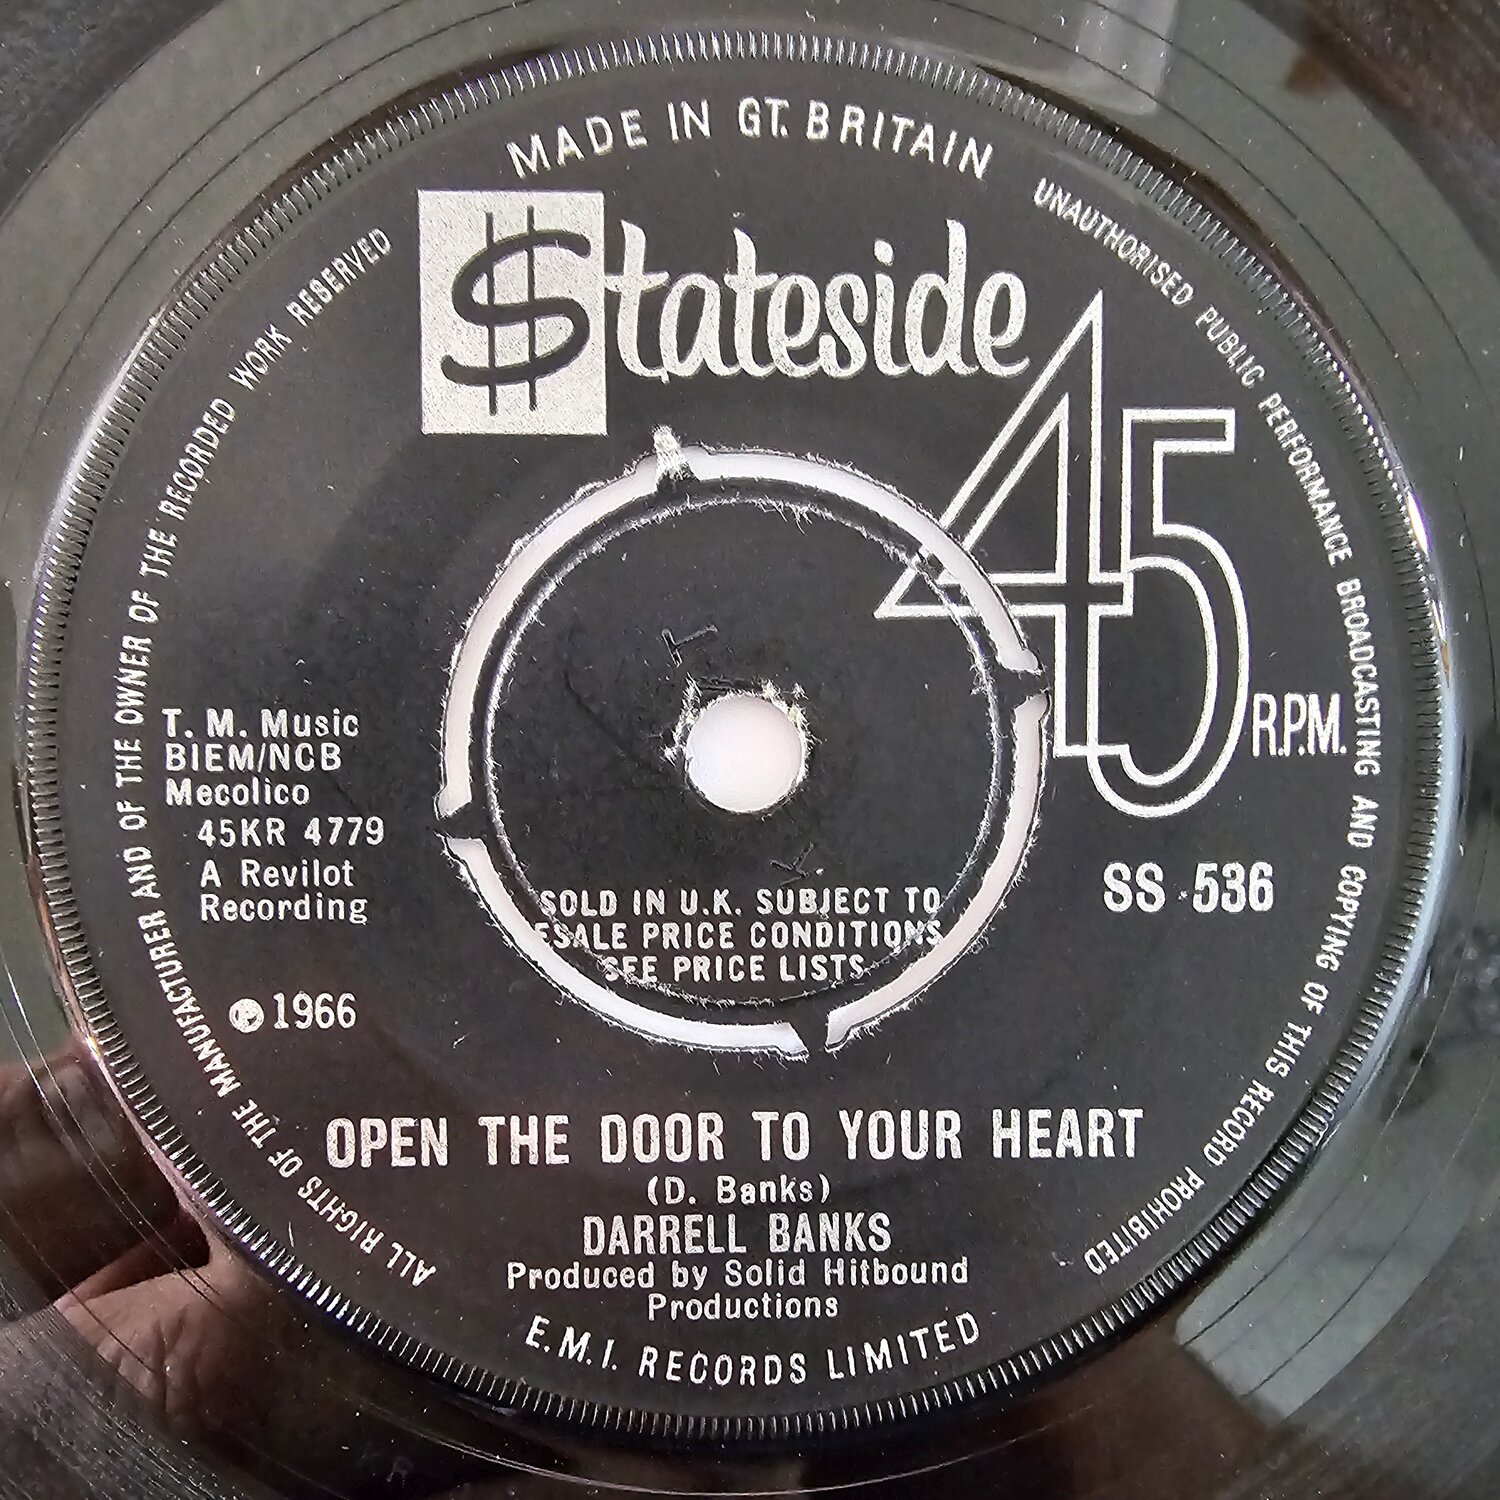 MADE IN GT. BRITAIN
$tateside
45
R.P.M.
UNAUTHORISED PUBLIC PERFORMANCE BROADCASTING AND COPYING OF THIS RECORD PROHIBITED
ALL RIGHTS OF THE MANUFACTURER AND OF THE OWNER OF THE RECORDED WORK RESERVED
T. M. Music
BIEM/NCB
Mecolico
45KR 4779
A Revilot
Recording
℗1966
SS 536
SOLD IN U.K. SUBJECT TO
ESALE PRICE CONDITIONS
SEE PRICE LISTS
OPEN THE DOOR TO YOUR HEART
(D. Banks)
DARRELL BANKS
Produced by Solid Hitbound
Productions
E.M.I. RECORDS LIMITED